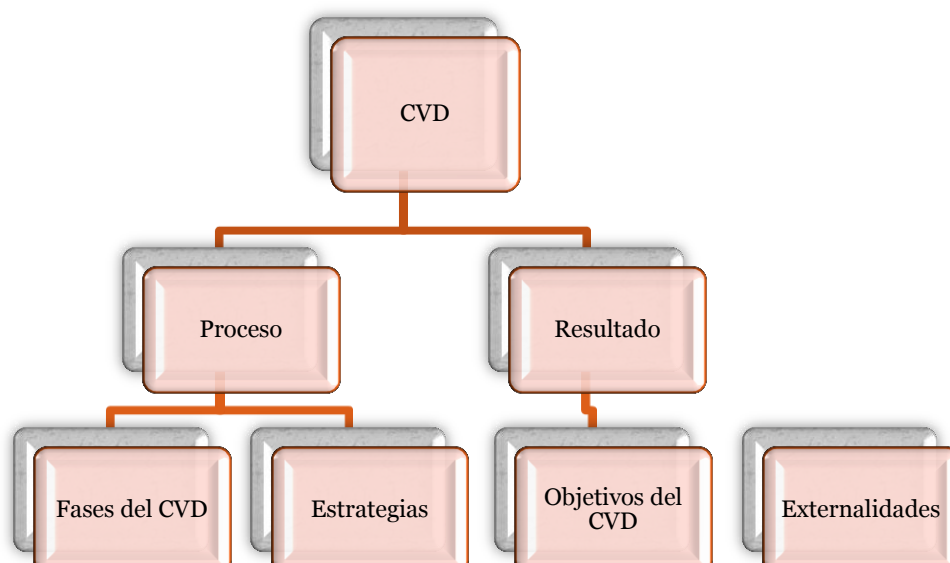 CVD
Proceso
Resultado
Fases del CVD
Estrategias
Objetivos del
CVD
Externalidades